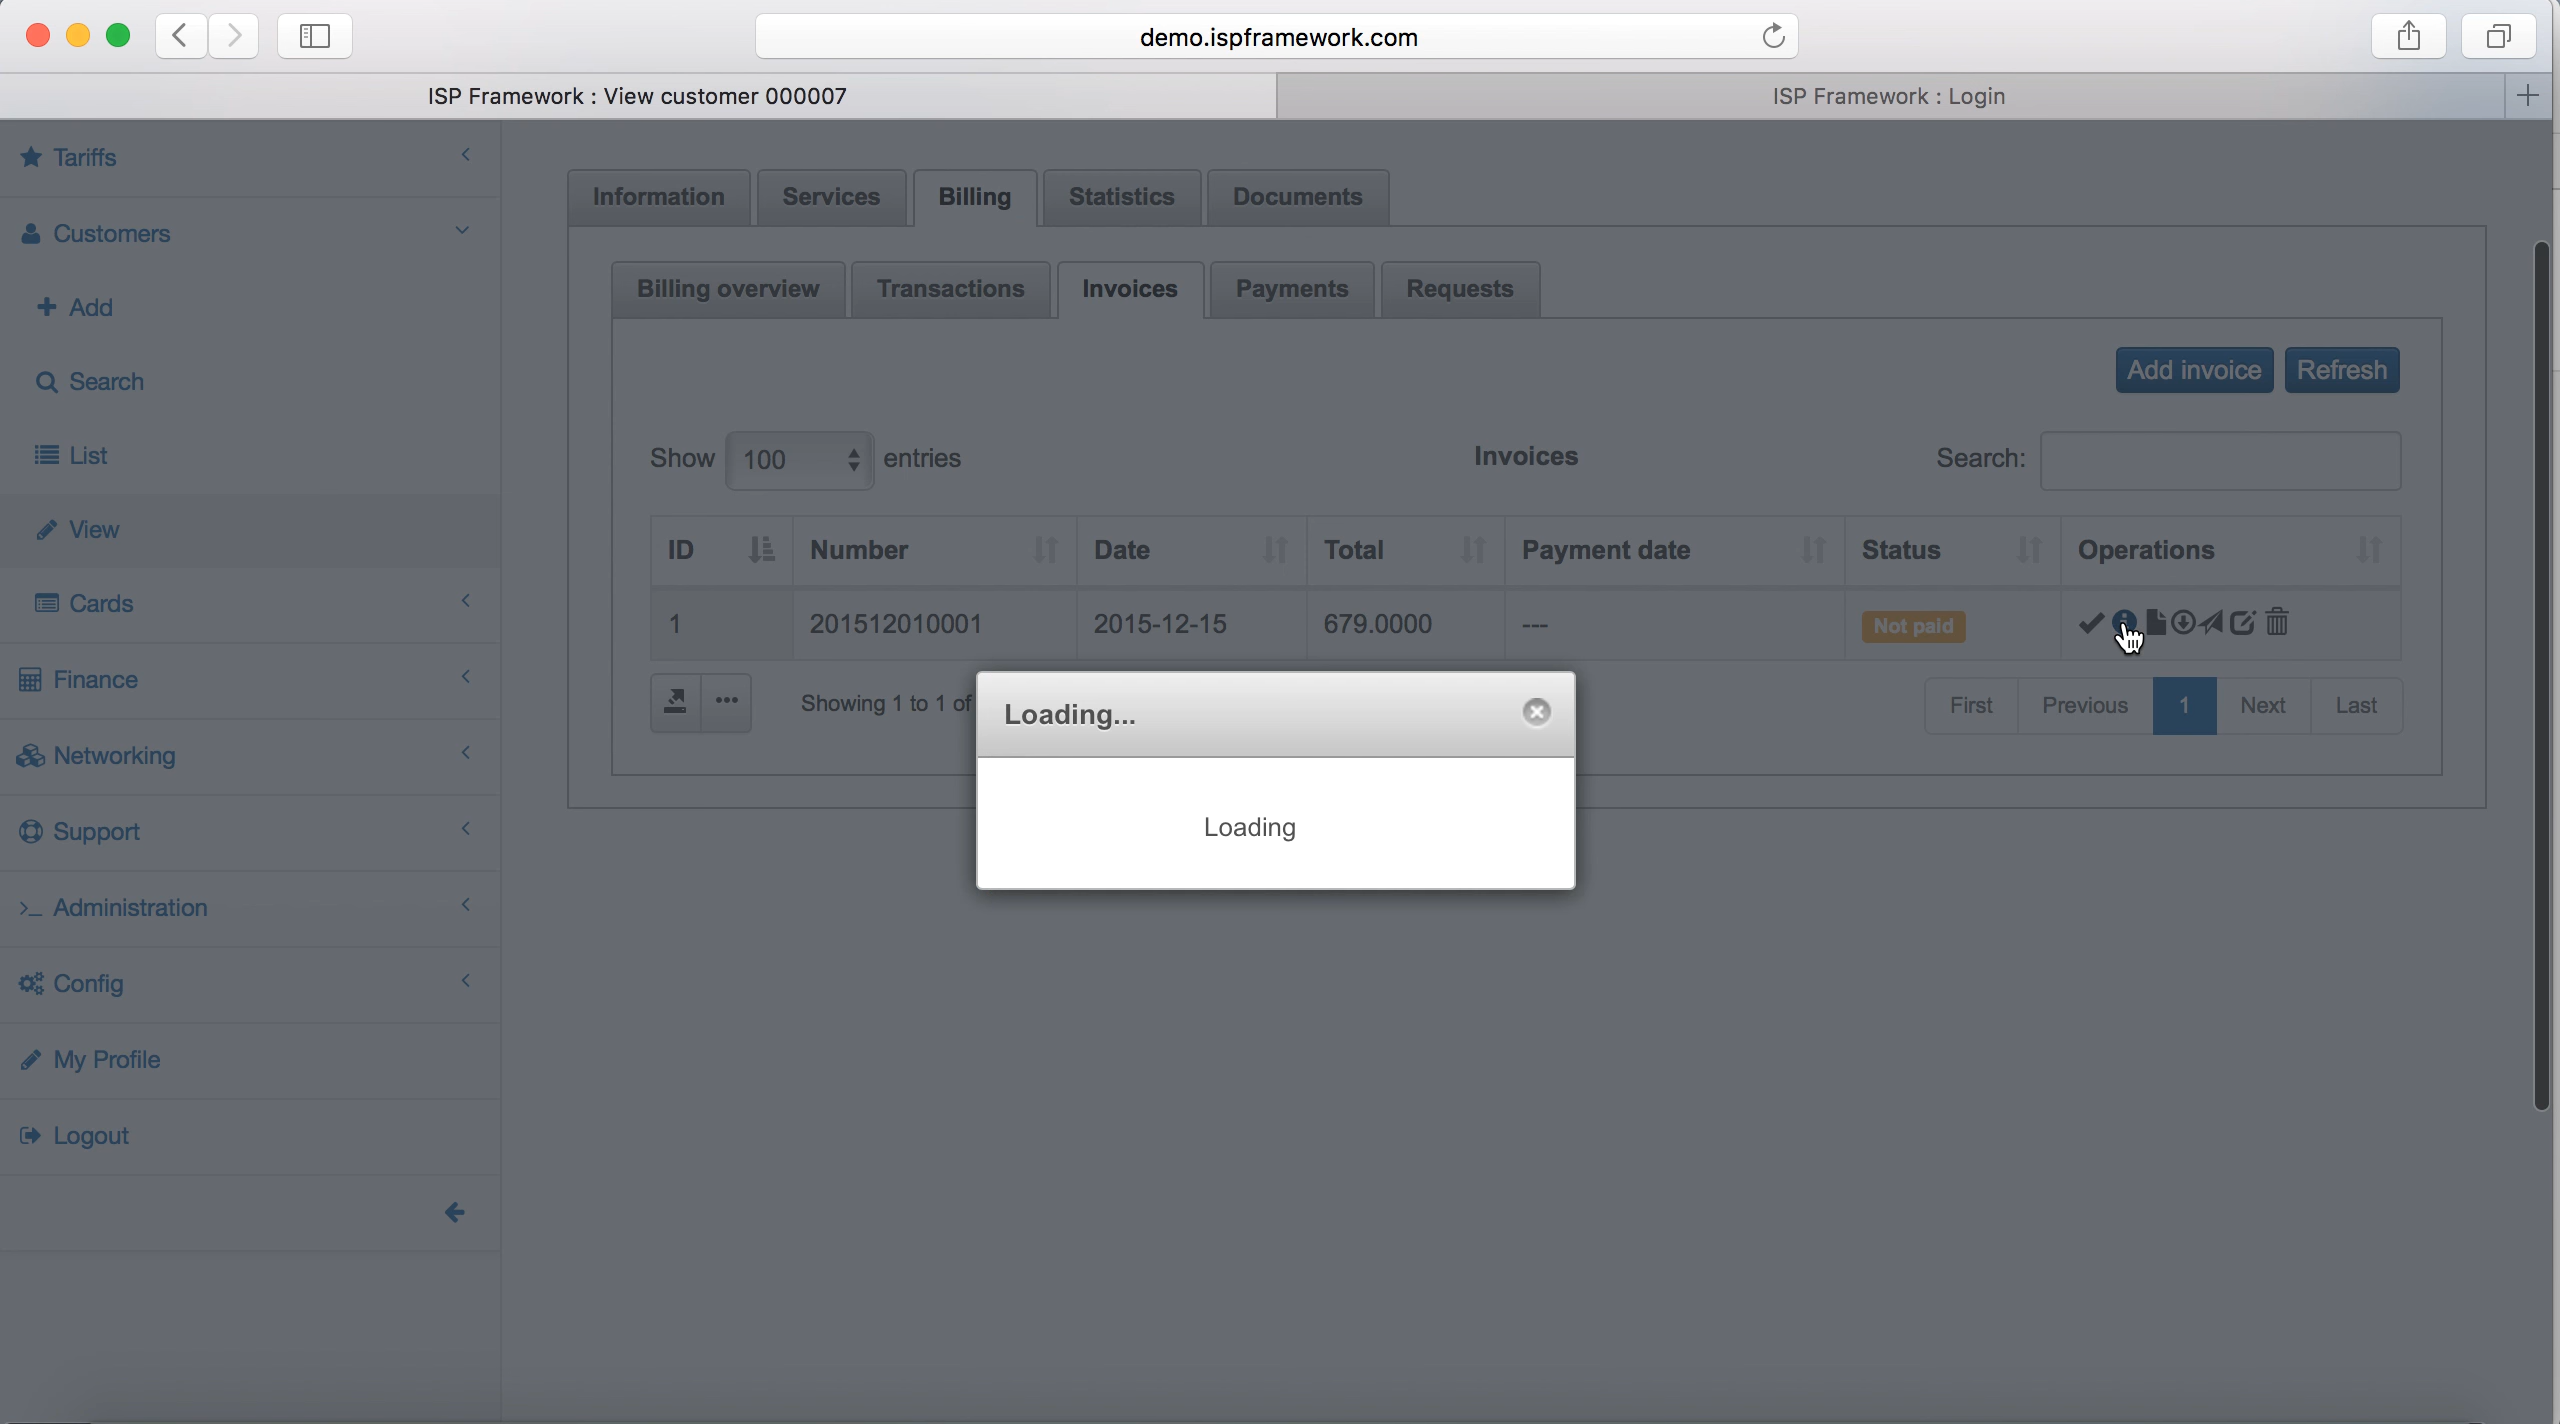 demo.ispframework.com
ISP Framework : View customer 000007
ISP Framework : Login
Tariffs
Customers
Add
Search
List
View
Cards
Finance
Networking
Support
Administration
Config
My Profile
Logout
Information Services Billing Statistics Documents
Billing overview Transactions Invoices Payments Requests
Add invoice Refresh
Show 100 entries Invoices Search:
ID Number Date Total Payment date Status Operations
1 201512010001 2015-12-15 679.0000 --- Not paid
Showing 1 to 1 of
First Previous 1 Next Last
Loading...
Loading